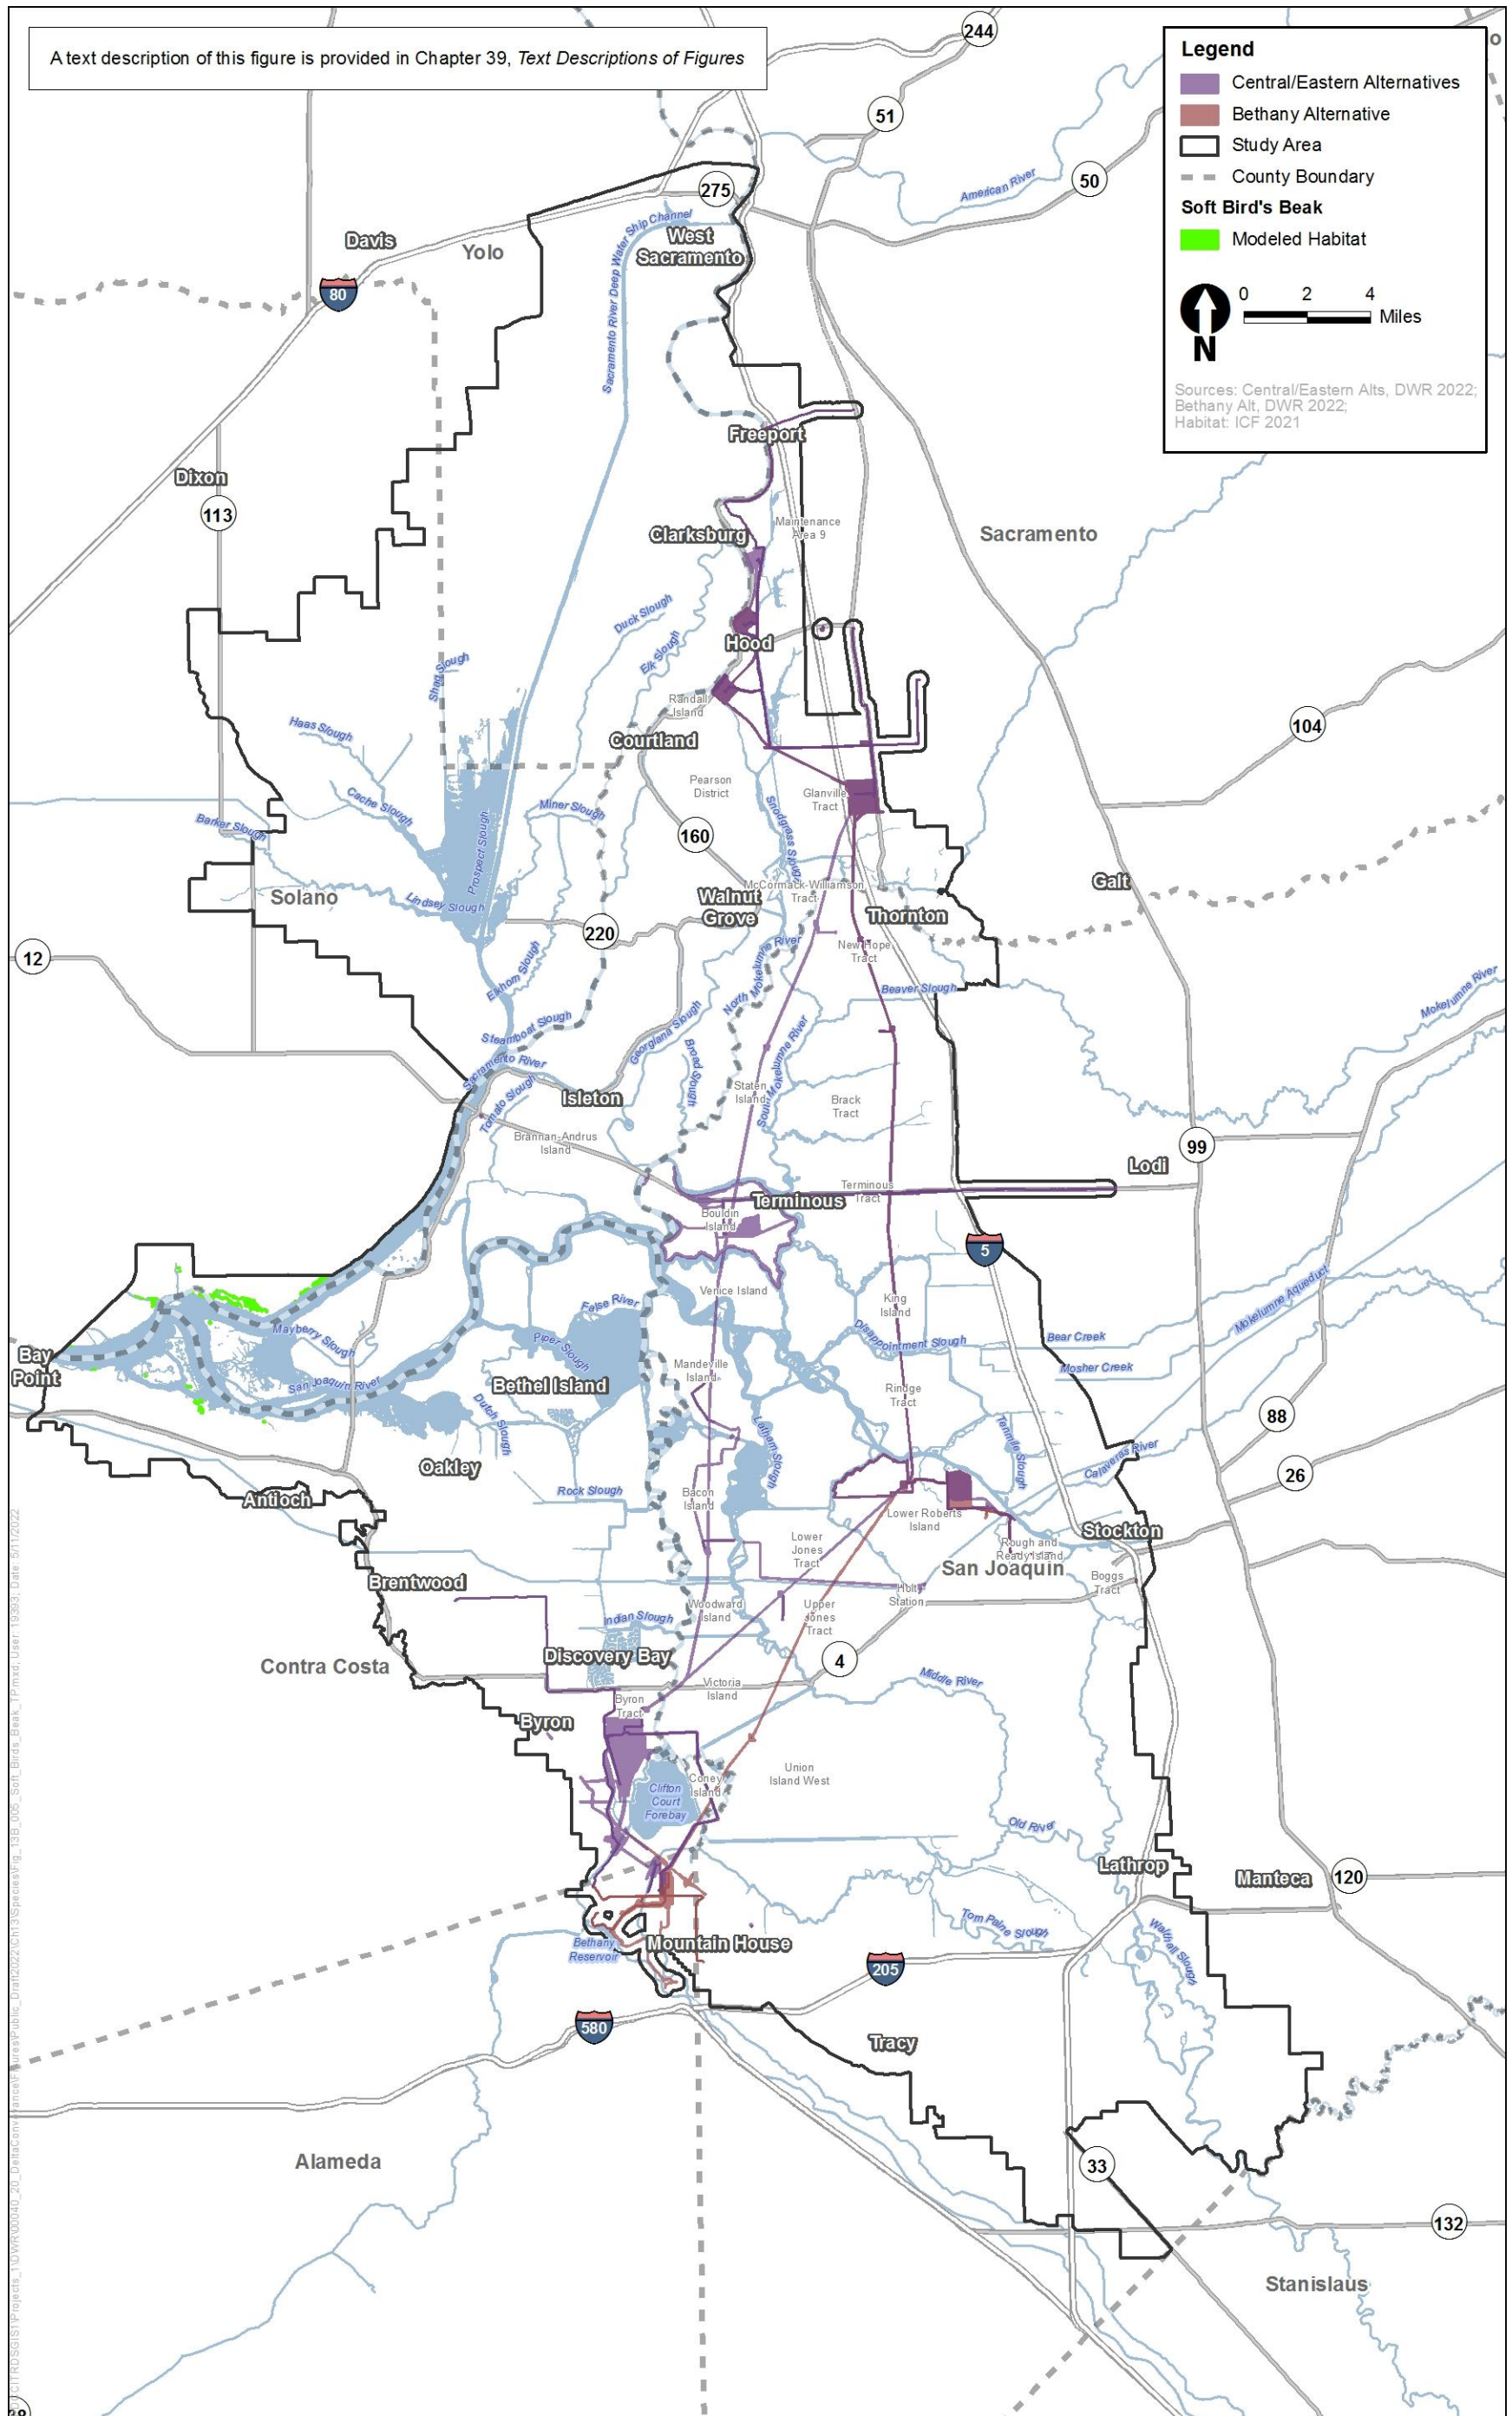 A text description of this figure is provided in Chapter 39, Text Descriptions of Figures
Legend
Central/Eastern Alternatives
Bethany Alternative
Study Area
County Boundary
Soft Bird's Beak
Modeled Habitat
0 2 4
Miles
N
Sources: Central/Eastern Alts, DWR 2022;
Bethany Alt, DWR 2022;
Habitat: ICF 2021
244
51
50
American River
275
Sacramento River Deep Water Ship Channel
West
Sacramento
Davis
Yolo
80
Freeport
Dixon
113
Clarksburg
Maintenance
Area 9
Sacramento
Duck Slough
Elk Slough
Hood
Shag Slough
Randall
Island
Haas Slough
Courtland
104
Pearson
District
Glanville
Tract
Cache Slough
Miner Slough
Snodgrass Slough
Barker Slough
Prospect Slough
160
Solano
Lindsey Slough
McCormack-Williamson
Tract
Walnut
Grove
Galt
Thornton
220
12
New Hope
Tract
North Mokelumne River
Elkhorn Slough
Beaver Slough
Mokelumne River
Steamboat Slough
Georgiana Slough
Sacramento River
Broad Slough
South Mokelumne River
Tomato Slough
Isleton
Staten
Island
Brack
Tract
Brannan-Andrus
Island
99
Lodi
Terminous
Tract
Terminous
Bouldin
Island
5
Venice Island
King
Island
False River
Mokelumne Aqueduct
Mayberry Slough
Piper Slough
Disappointment Slough
Bear Creek
Bay
Point
Mosher Creek
San Joaquin River
Bethel Island
Mandeville
Island
Rindge
Tract
Dutch Slough
Latham Slough
Tenmile Slough
88
Calaveras River
26
Oakley
Antioch
Rock Slough
Bacon
Island
Lower Roberts
Island
Stockton
Lower
Jones
Tract
Rough and
Ready Island
San Joaquin
Boggs
Tract
Brentwood
Holt
Station
Woodward
Island
Upper
Jones
Tract
Indian Slough
Discovery Bay
Contra Costa
4
Victoria
Island
Middle River
Byron
Tract
Byron
Union
Island West
Coney
Island
Clifton
Court
Forebay
Old River
Lathrop
Manteca
120
Tom Paine Slough
Walthall Slough
Bethany
Reservoir
Mountain House
205
580
Tracy
Alameda
33
132
Stanislaus